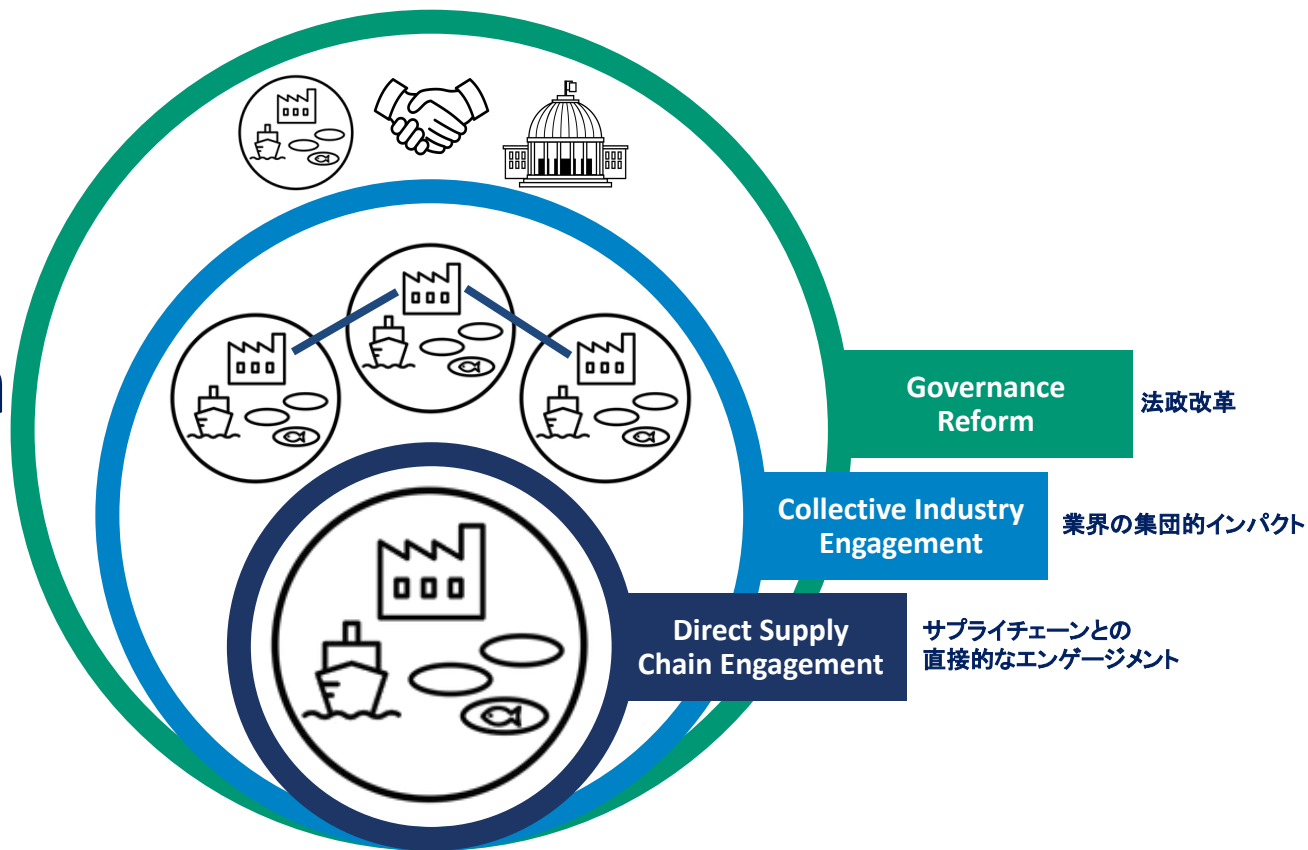 Governance
Reform
法政改革
Collective Industry
Engagement
業界の集団的インパクト
Direct Supply
Chain Engagement
サプライチェーンとの
直接的なエンゲージメント